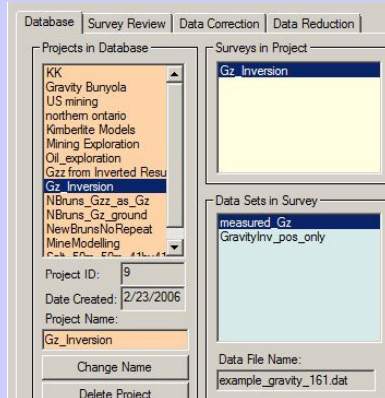 Database
Survey Review
Data Correction
Data Reduction
Projects in Database
KK
Gravity Bunyola
US mining
northern ontario
Kimberlite Models
Mining Exploration
Oil_exploration
Gzz from Inverted Resu
Gz_Inversion
NBruns_Gzz_as_Gz
NBruns_Gz_ground
NewBrunsNoRepeat
MineModelling
Project ID: 9
Date Created: 2/23/2006
Project Name:
Gz_Inversion
Change Name
Delete Project
Surveys in Project
Gz_Inversion
Data Sets in Survey
measured_Gz
GravityInv_pos_only
Data File Name:
example_gravity_161.dat